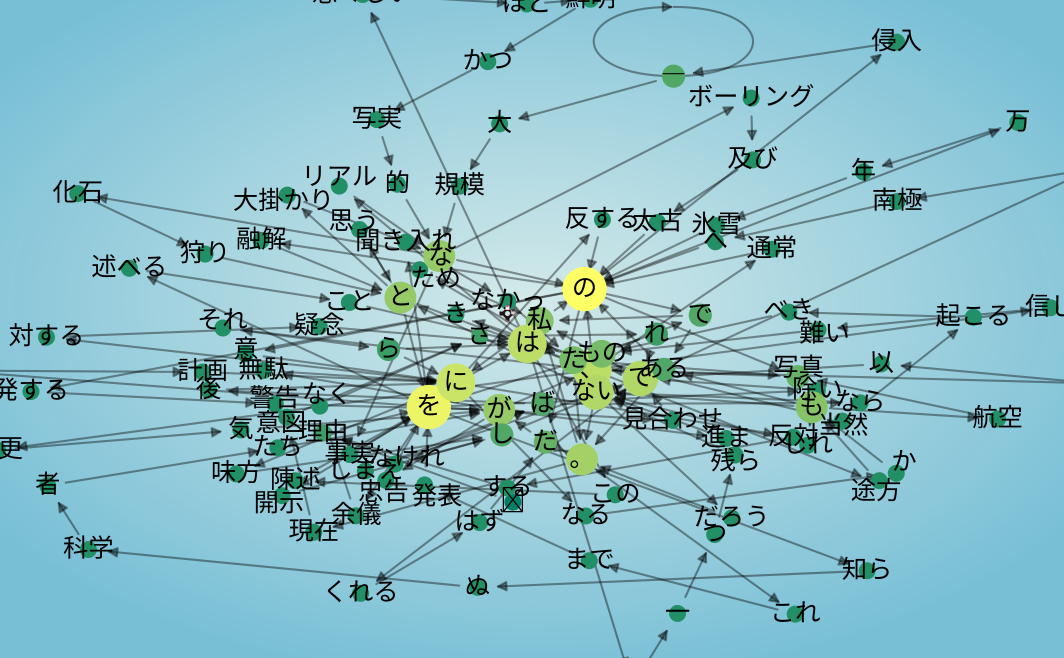 ほど
かつ
侵入
ボーリング
写実
大
万
及び
年
リアル
的
規模
化石
大掛かり
南極
思う
反する
太古
氷雪
融解
聞き入れ
な
へ
通常
狩り
述べる
ため
の
こと
と
なかっ
き
私
で
べき
起こる
それ
疑念
さ
は
れ
難い
対する
意
ら
た
もの
計画
無駄
に
ある
写真
以
後
、
で
除い
発する
警告
なく
を
ない
も
なら
意図
が
ば
見合わせ
当然
航空
気
理由
し
だ
進ま
反対
更
たち
事実
なけれ
。
残ら
か
味方
しまえ
者
陳述
忠告
発表
する
この
途方
開示
余儀
現在
はず
なる
だろう
つ
科学
まで
知ら
くれる
ぬ
一
これ